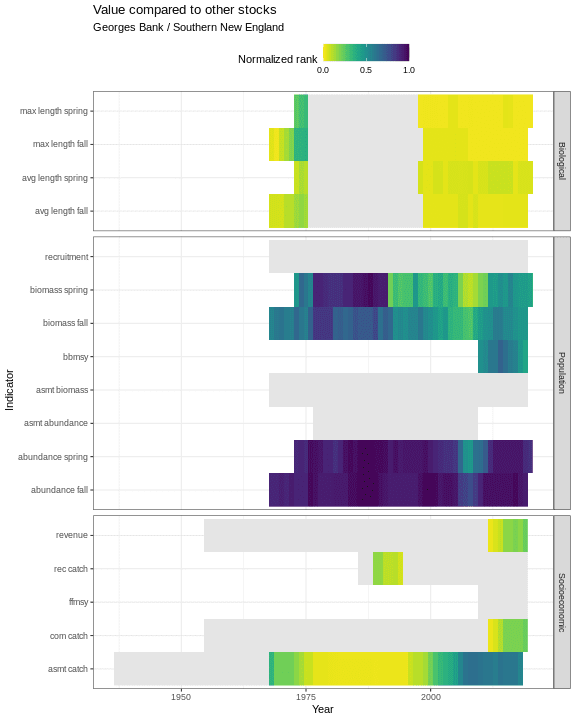 Value compared to other stocks
Georges Bank / Southern New England
Normalized rank
0.0 0.5 1.0
max length spring
max length fall
avg length spring
avg length fall
Biological
recruitment
biomass spring
biomass fall
bbmsy
asmt biomass
asmt abundance
abundance spring
abundance fall
Population
revenue
rec catch
ffmsy
com catch
asmt catch
Socioeconomic
Indicator
1950 1975 2000
Year